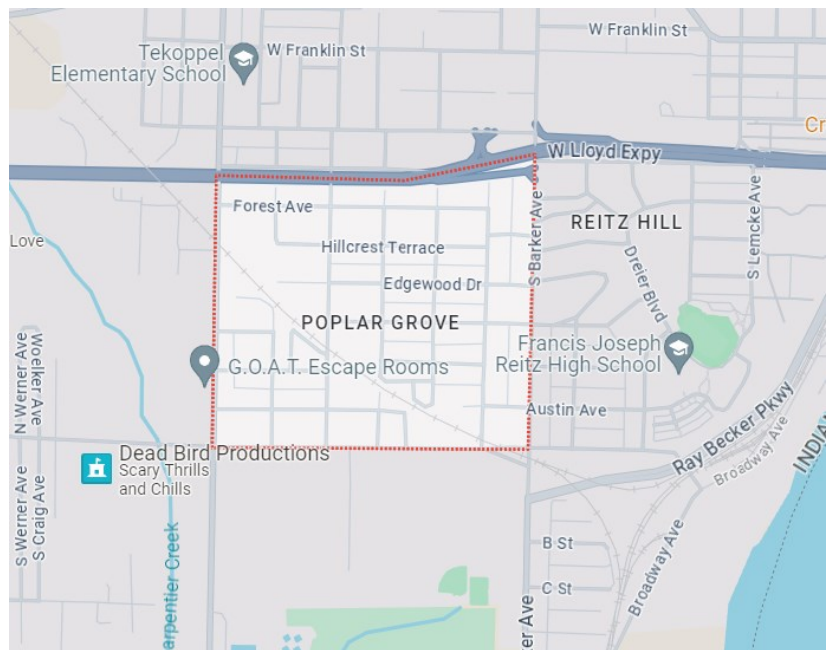 W Franklin St
Tekoppel
Elementary School
W Franklin St
Cr
W Lloyd Expy
Forest Ave
S Barker Ave
REITZ HILL
S Lemcke Ave
Love
Hillcrest Terrace
Dreier Blvd
Edgewood Dr
POPLAR GROVE
Francis Joseph
Reitz High School
G.O.A.T. Escape Rooms
N Werner Ave
Woelker Ave
Austin Ave
Ray Becker Pkwy
Broadway Ave
INDIA
Dead Bird Productions
Scary Thrills
and Chills
S Werner Ave
S Craig Ave
arpentier Creek
B St
C St
Broadway Ave
er Ave